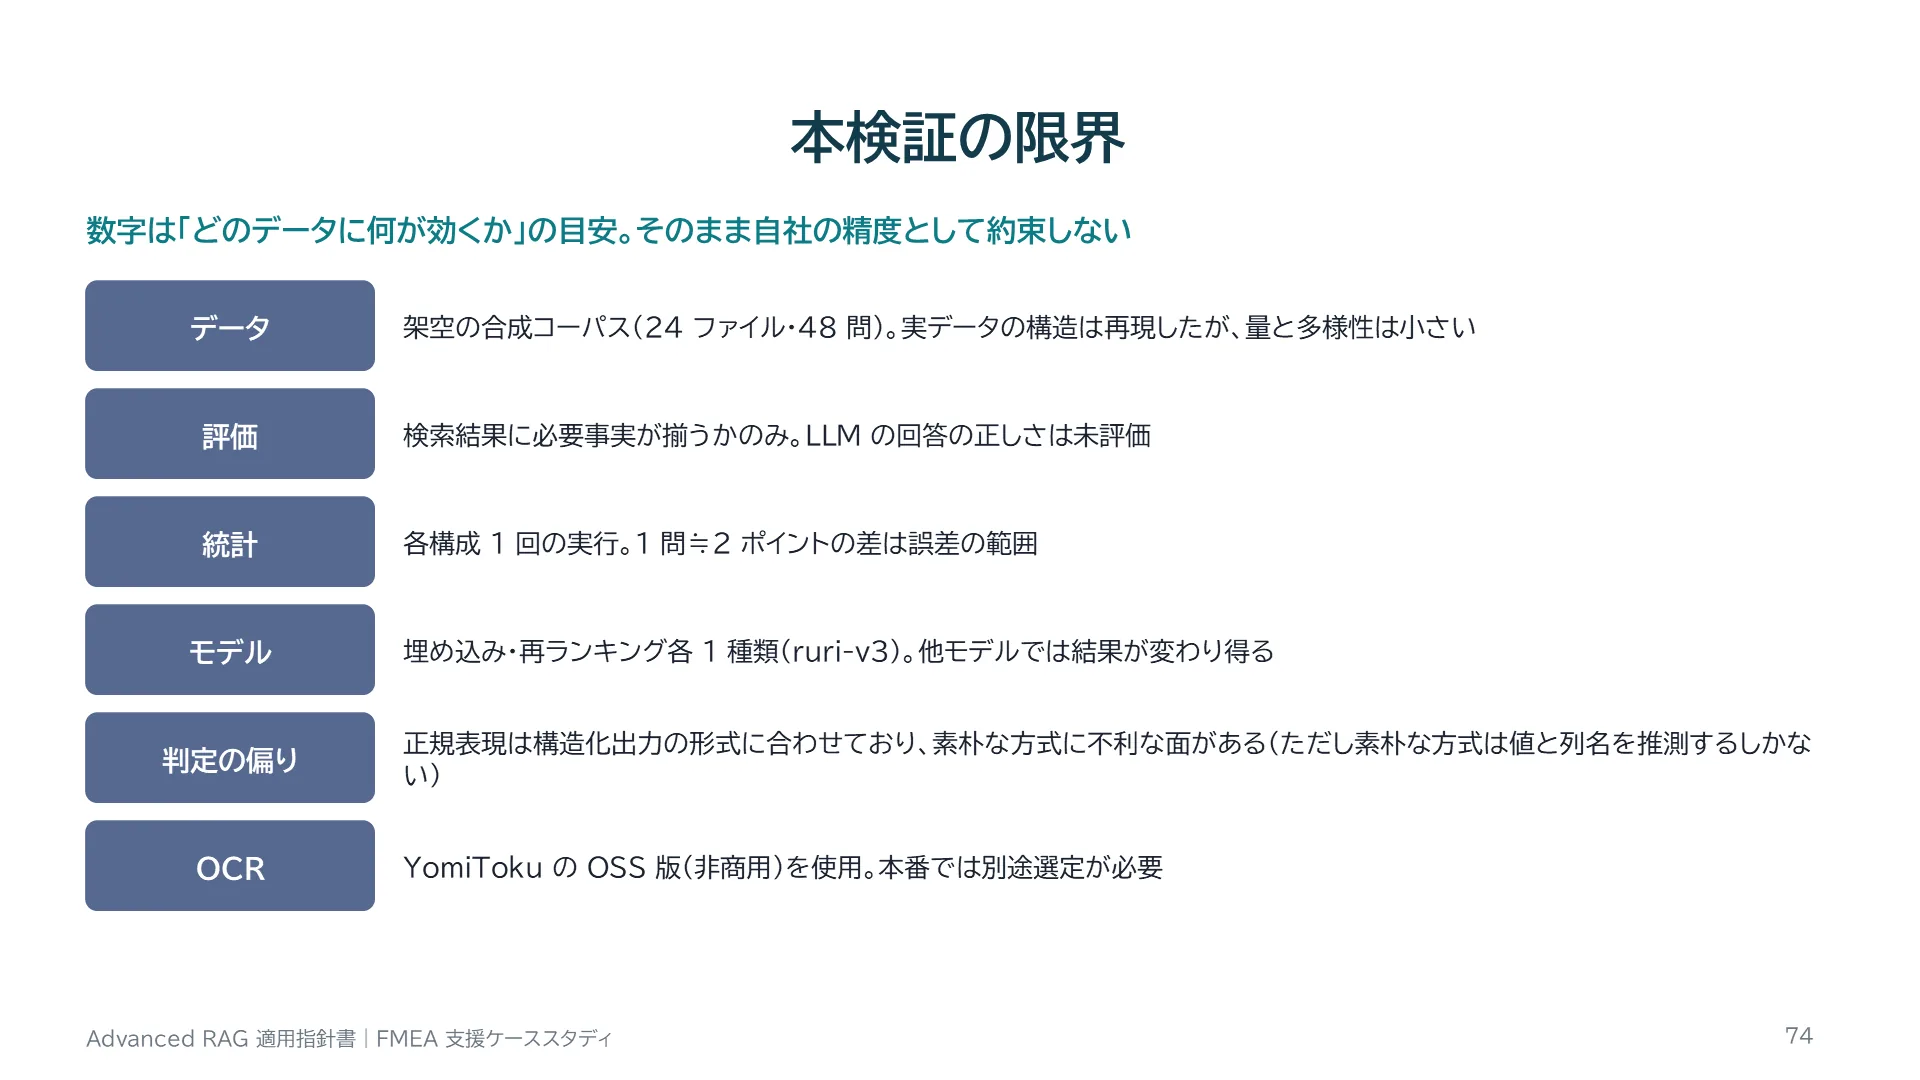 本検証の限界
数字は「どのデータに何が効くか」の目安。そのまま自社の精度として約束しない
データ
架空の合成コーパス（24 ファイル・48 問）。実データの構造は再現したが、量と多様性は小さい
評価
検索結果に必要事実が揃うかのみ。LLM の回答の正しさは未評価
統計
各構成 1 回の実行。1 問≒2 ポイントの差は誤差の範囲
モデル
埋め込み・再ランキング各 1 種類（ruri-v3）。他モデルでは結果が変わり得る
判定の偏り
正規表現は構造化出力の形式に合わせており、素朴な方式に不利な面がある（ただし素朴な方式は値と列名を推測するしかな
い）
OCR
YomiToku の OSS 版（非商用）を使用。本番では別途選定が必要
Advanced RAG 適用指針書｜FMEA 支援ケーススタディ
74